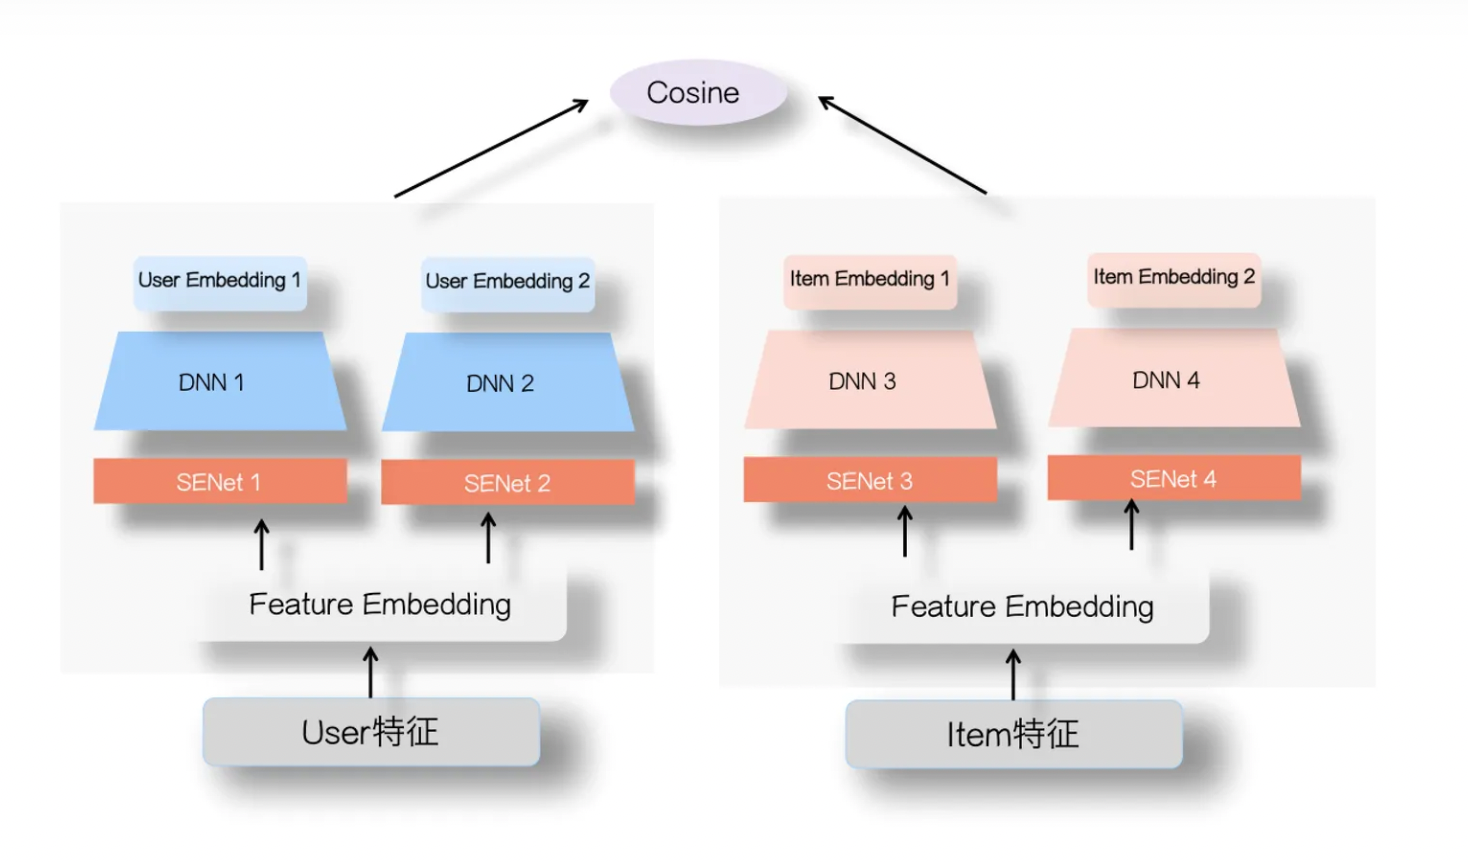 Cosine
User Embedding 1
User Embedding 2
Item Embedding 1
Item Embedding 2
DNN 1
DNN 2
DNN 3
DNN 4
SENet 1
SENet 2
SENet 3
SENet 4
Feature Embedding
Feature Embedding
User特征
Item特征